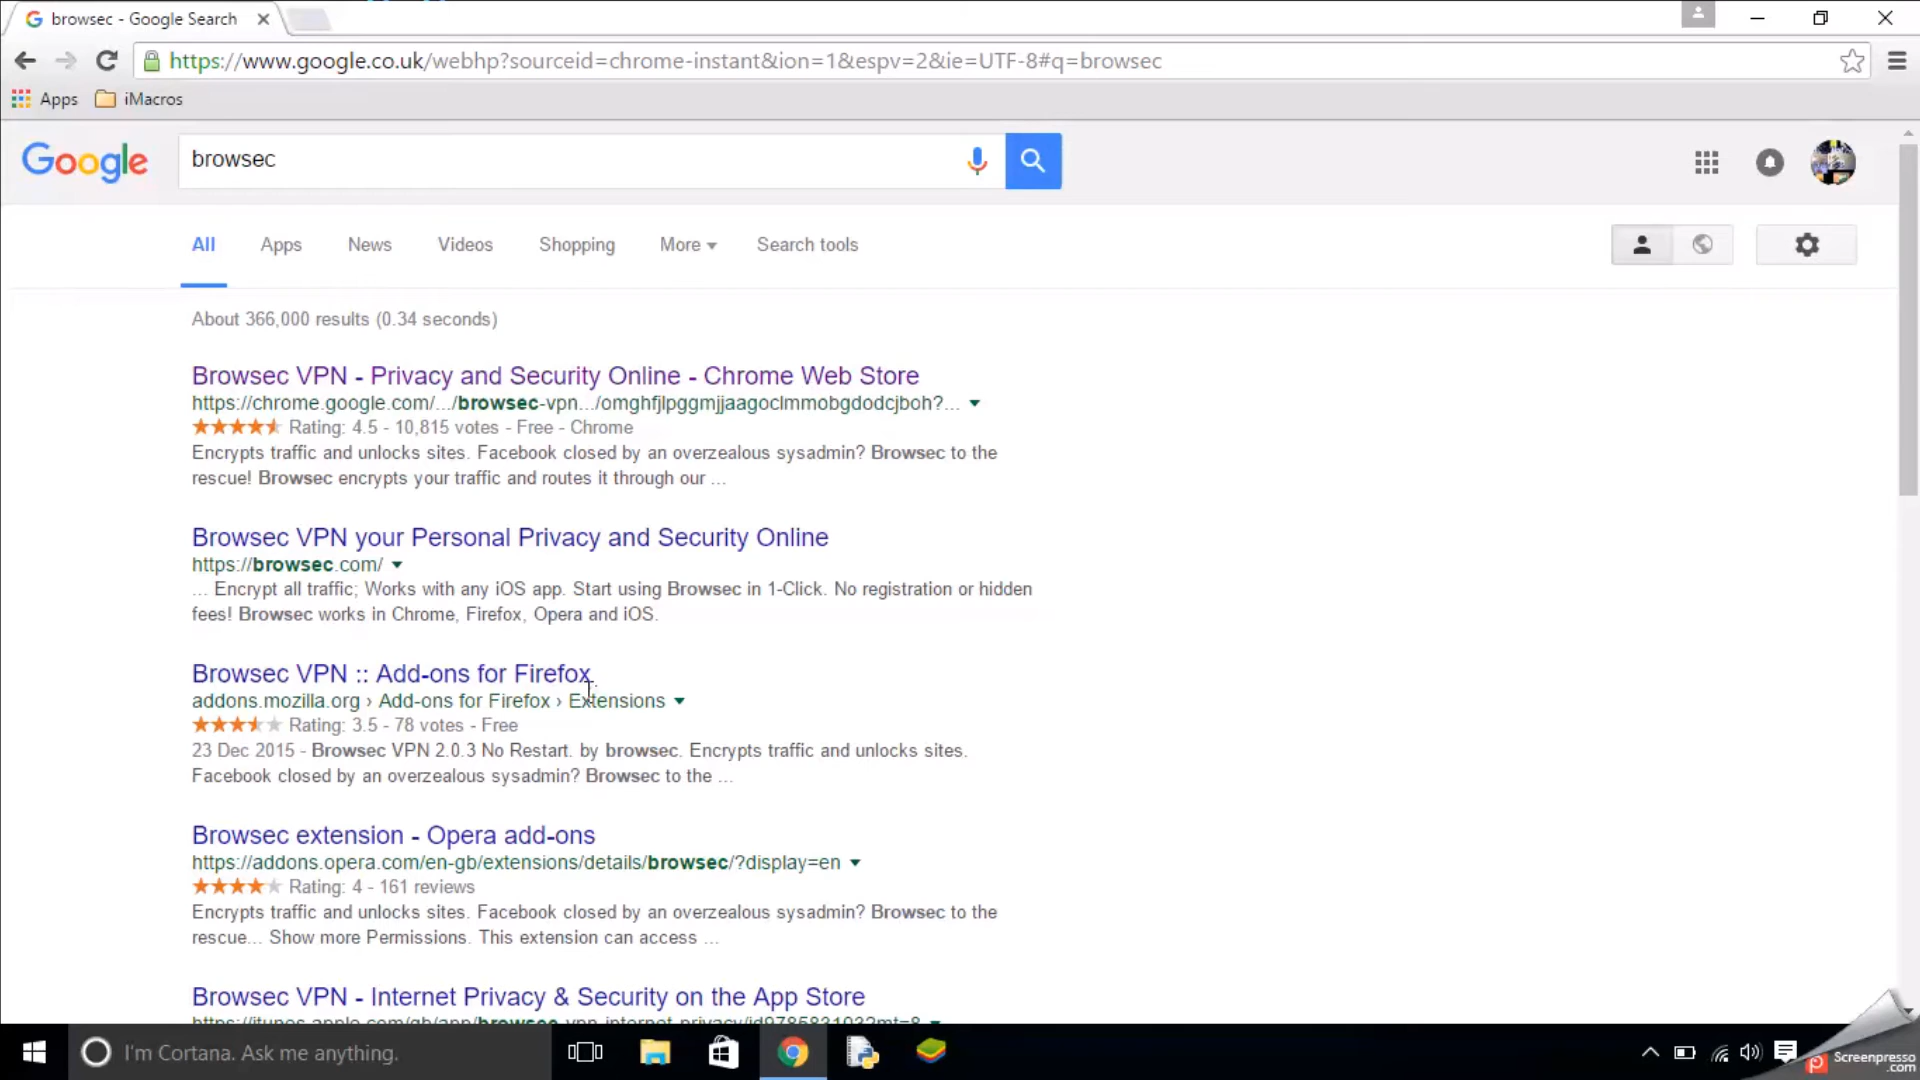 browsec - Google Search
https://www.google.co.uk/webhp?sourceid=chrome-instant&ion=1&espv=2&ie=UTF-8#q=browsec
Apps iMacros
Google browsec
All Apps News Videos Shopping More Search tools
About 366,000 results (0.34 seconds)
Browsec VPN - Privacy and Security Online - Chrome Web Store
https://chrome.google.com/.../browsec-vpn.../omghfjlpggmjjaagoclmmobgdodcjboh?...
Rating: 4.5 - 10,815 votes - Free - Chrome
Encrypts traffic and unlocks sites. Facebook closed by an overzealous sysadmin? Browsec to the
rescue! Browsec encrypts your traffic and routes it through our ...
Browsec VPN your Personal Privacy and Security Online
https://browsec.com/
... Encrypt all traffic; Works with any iOS app. Start using Browsec in 1-Click. No registration or hidden
fees! Browsec works in Chrome, Firefox, Opera and iOS.
Browsec VPN :: Add-ons for Firefox
addons.mozilla.org › Add-ons for Firefox › Extensions
Rating: 3.5 - 78 votes - Free
23 Dec 2015 - Browsec VPN 2.0.3 No Restart. by browsec. Encrypts traffic and unlocks sites.
Facebook closed by an overzealous sysadmin? Browsec to the ...
Browsec extension - Opera add-ons
https://addons.opera.com/en-gb/extensions/details/browsec/?display=en
Rating: 4 - 161 reviews
Encrypts traffic and unlocks sites. Facebook closed by an overzealous sysadmin? Browsec to the
rescue... Show more Permissions. This extension can access ...
Browsec VPN - Internet Privacy & Security on the App Store
I'm Cortana. Ask me anything.
Screenpresso
.com